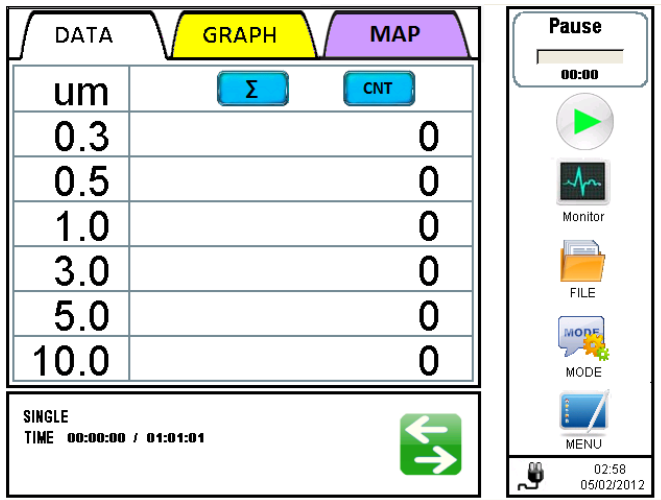 DATA GRAPH MAP
um Σ CNT
0.3 0
0.5 0
1.0 0
3.0 0
5.0 0
10.0 0
SINGLE
TIME 00:00:00 / 01:01:01
Pause
00:00
Monitor
FILE
MODE
MODE
MENU
02:58
05/02/2012